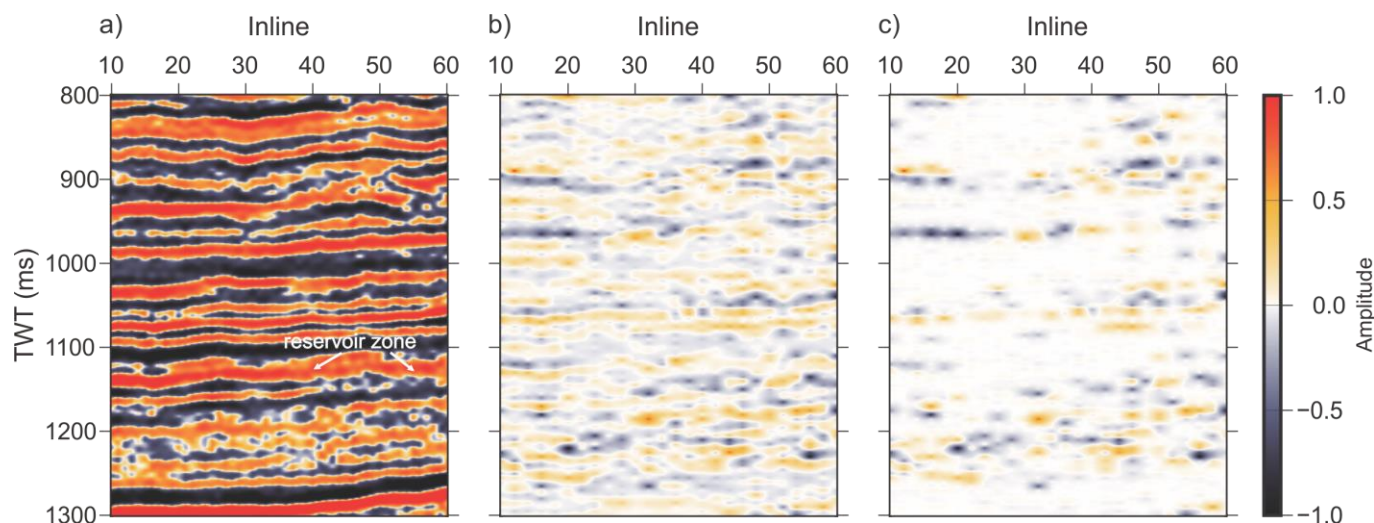 a) Inline b) Inline c) Inline
10 20 30 40 50 60 10 20 30 40 50 60 10 20 30 40 50 60
800 1.0
900
0.5
TWT (ms) 1000
0.0 Amplitude
1100
reservoir zone
−0.5
1200
1300 −1.0